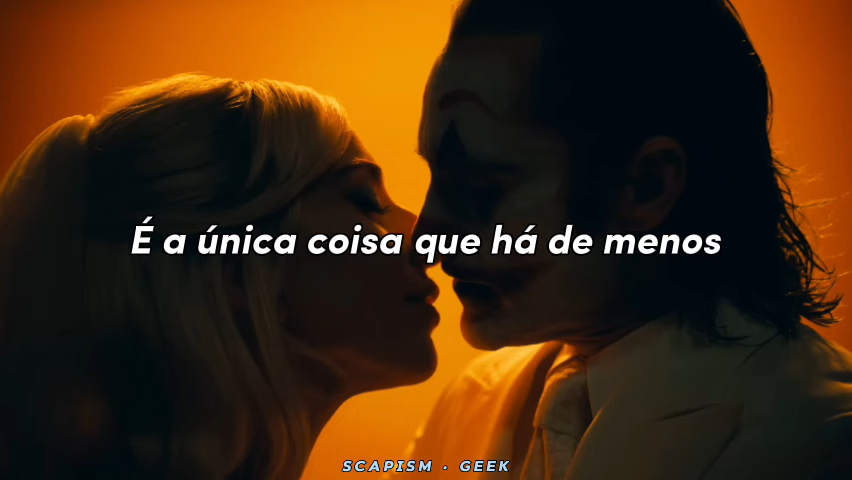 É a única coisa que há de menos
SCAPISM · GEEK